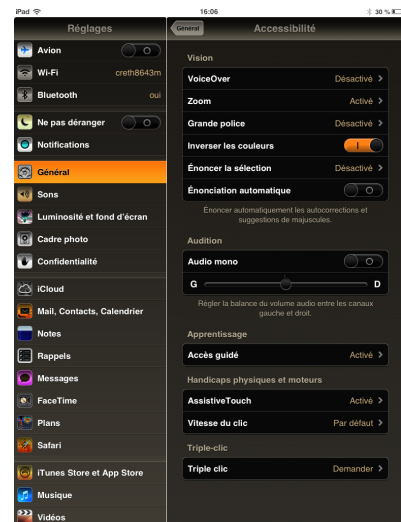 iPad 16:06 30 %
Réglages
Avion
Wi-Fi creth8643m
Bluetooth oui
Ne pas déranger
Notifications
Général
Sons
Luminosité et fond d'écran
Cadre photo
Confidentialité
iCloud
Mail, Contacts, Calendrier
Notes
Rappels
Messages
FaceTime
Plans
Safari
iTunes Store et App Store
Musique
Vidéos
Général Accessibilité
Vision
VoiceOver Désactivé
Zoom Activé
Grande police Désactivé
Inverser les couleurs
Énoncer la sélection Désactivé
Énonciation automatique
Énoncer automatiquement les autocorrections et
suggestions de majuscules.
Audition
Audio mono
G D
Régler la balance du volume audio entre les canaux
gauche et droit.
Apprentissage
Accès guidé Activé
Handicaps physiques et moteurs
AssistiveTouch Activé
Vitesse du clic Par défaut
Triple-clic
Triple clic Demander